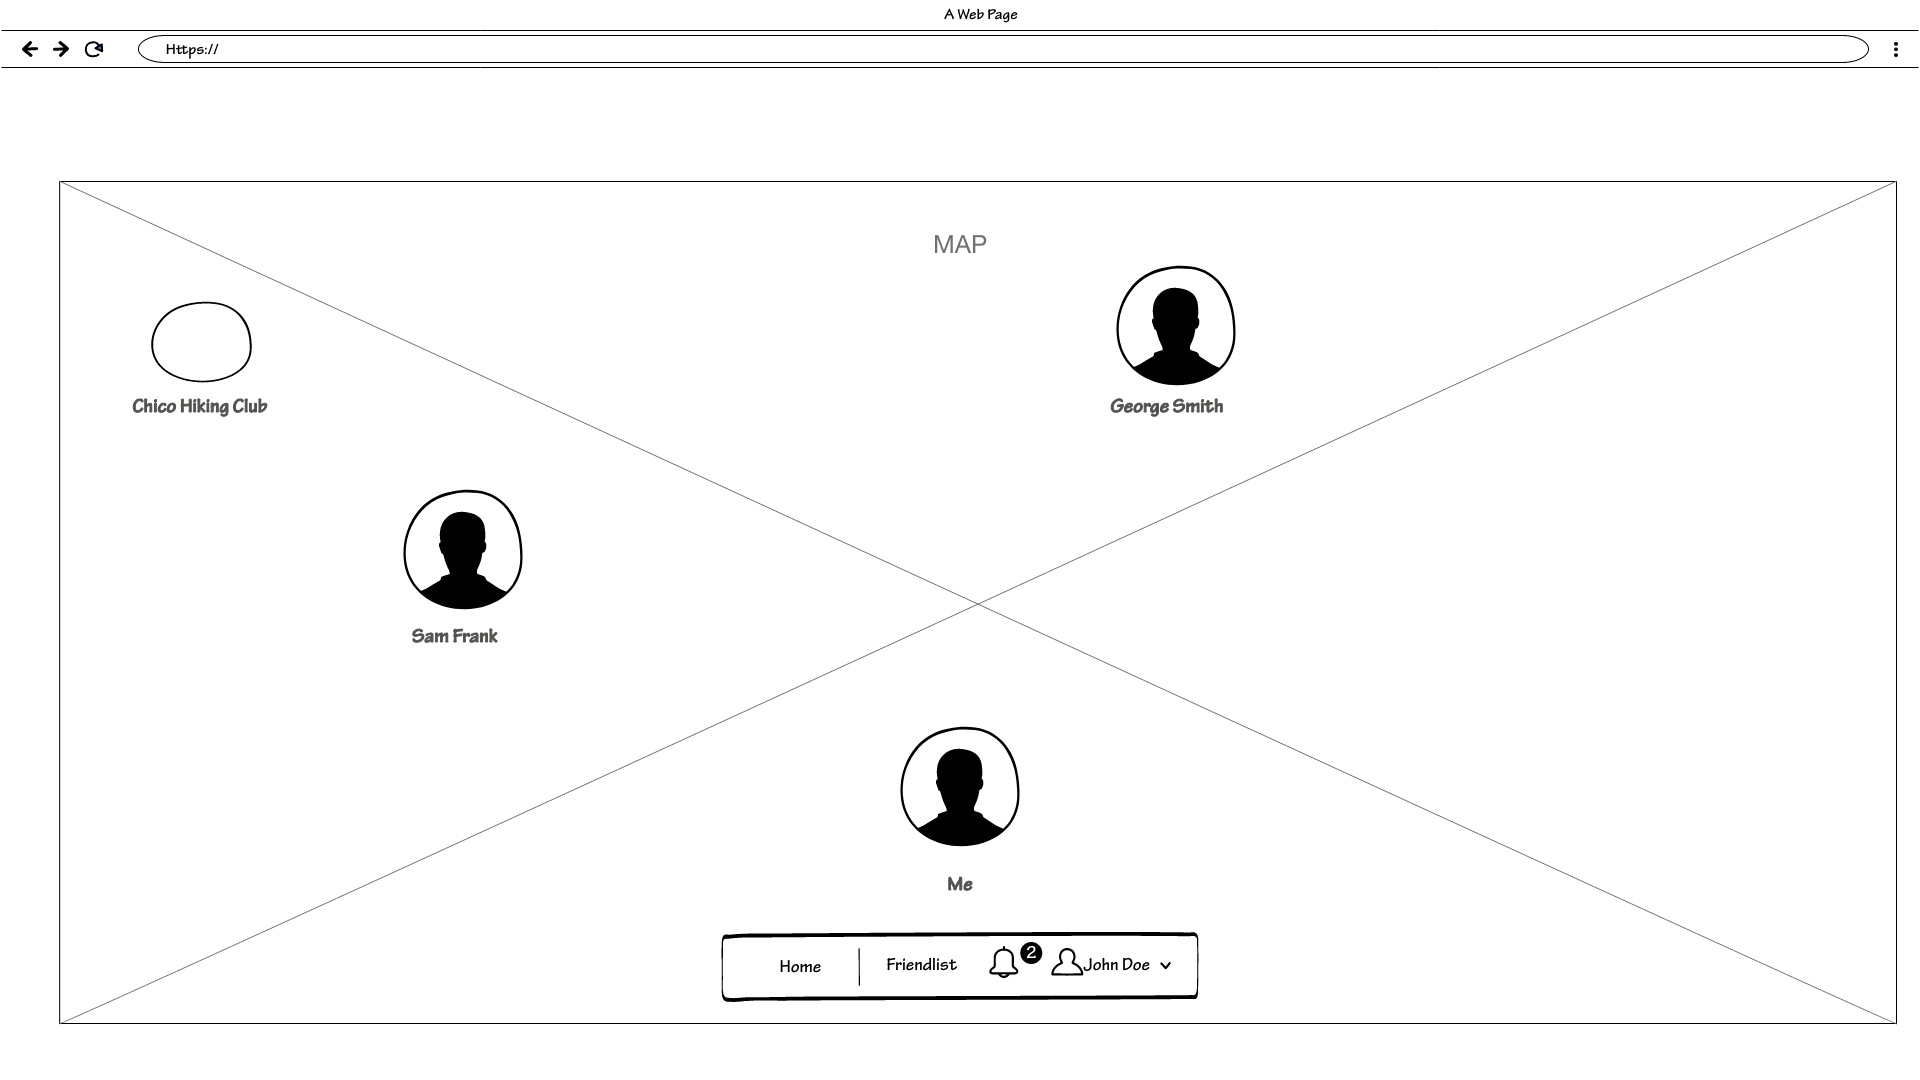 A Web Page
Https://
MAP
Chico Hiking Club
George Smith
Sam Frank
Me
Home
Friendlist
2
John Doe